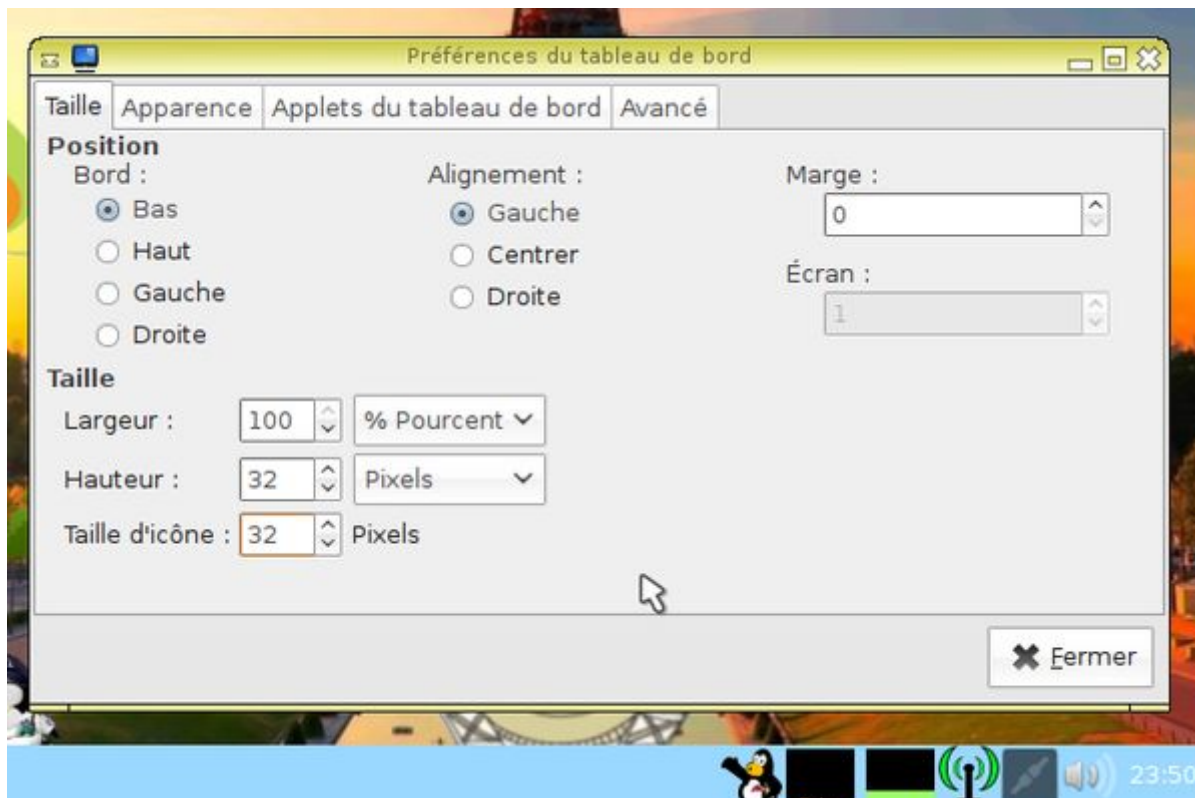 Préférences du tableau de bord
Taille Apparence Applets du tableau de bord Avancé
Position
Bord : Alignement : Marge :
Bas Gauche 0
Haut Centrer
Gauche Droite Écran :
Droite 1
Taille
Largeur : 100 % Pourcent
Hauteur : 32 Pixels
Taille d'icône : 32 Pixels
Fermer
23:50